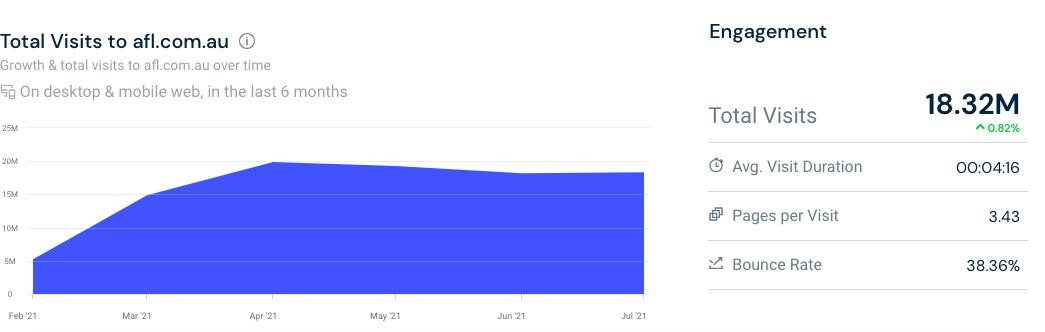 Total Visits to afl.com.au
Growth & total visits to afl.com.au over time
On desktop & mobile web, in the last 6 months
25M
20M
15M
10M
5M
0
Feb '21
Mar '21
Apr '21
May '21
Jun '21
Jul '21
Engagement
Total Visits
18.32M
0.82%
Avg. Visit Duration
00:04:16
Pages per Visit
3.43
Bounce Rate
38.36%